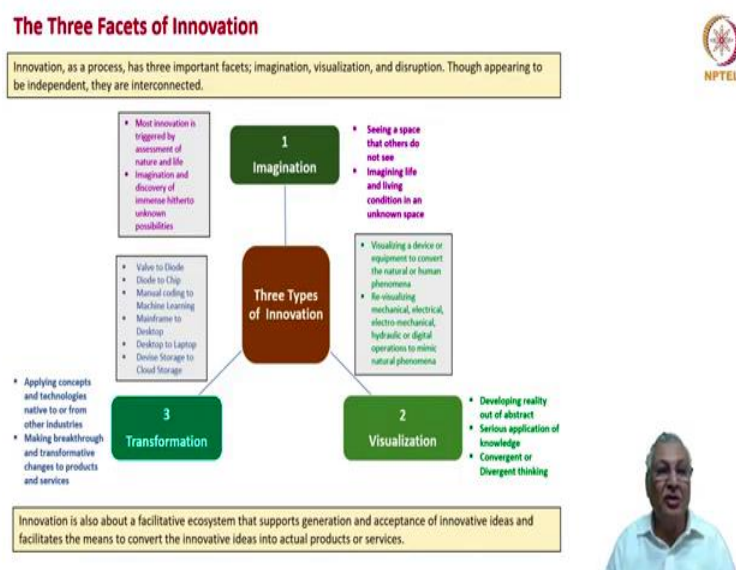 The Three Facets of Innovation
NPTEL
Innovation, as a process, has three important facets; imagination, visualization, and disruption. Though appearing to
be independent, they are interconnected.
• Most innovation is
triggered by
assessment of
nature and life
• Imagination and
discovery of
immense hitherto
unknown
possibilities
1
Imagination
• Seeing a space
that others do
not see
• Imagining life
and living
condition in an
unknown space
• Valve to Diode
• Diode to Chip
• Manual coding to
Machine Learning
• Mainframe to
Desktop
• Desktop to Laptop
• Devise Storage to
Cloud Storage
Three Types
of Innovation
• Visualizing a device or
equipment to convert
the natural or human
phenomena
• Re-visualizing
mechanical, electrical,
electro-mechanical,
hydraulic or digital
operations to mimic
natural phenomena
• Applying concepts
and technologies
native to or from
other industries
• Making breakthrough
and transformative
changes to products
and services
3
Transformation
2
Visualization
• Developing reality
out of abstract
• Serious application of
knowledge
• Convergent or
Divergent thinking
Innovation is also about a facilitative ecosystem that supports generation and acceptance of innovative ideas and
facilitates the means to convert the innovative ideas into actual products or services.